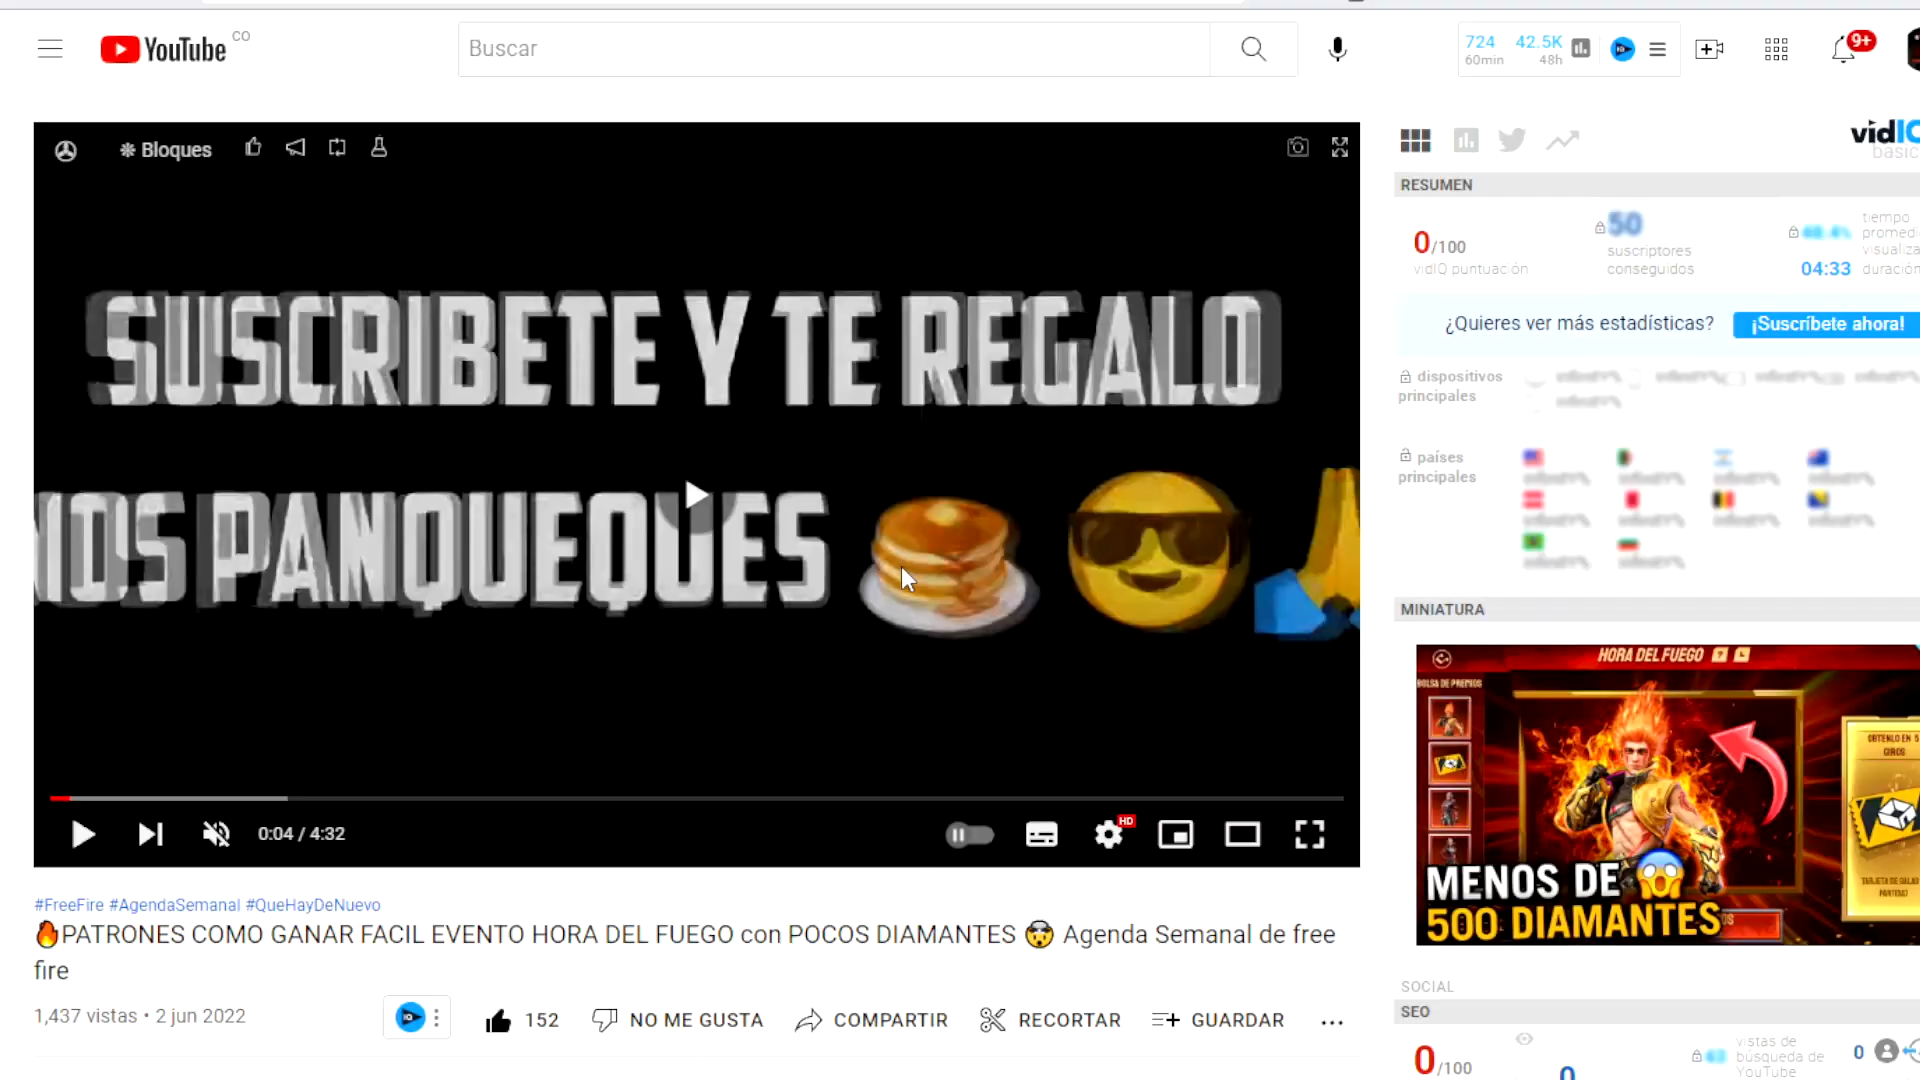 YouTube CO
Buscar
724 42.5K
60min 48h
9+
Bloques
SUSCRIBETE Y TE REGALO
NOS PANQUEQUES
0:04 / 4:32
HD
#FreeFire #AgendaSemanal #QueHayDeNuevo
PATRONES COMO GANAR FACIL EVENTO HORA DEL FUEGO con POCOS DIAMANTES Agenda Semanal de free
fire
1,437 vistas • 2 jun 2022
152
NO ME GUSTA
COMPARTIR
RECORTAR
GUARDAR
vidIQ
basic
RESUMEN
0/100
vidIQ puntuación
50
suscriptores
conseguidos
tiempo
promedi
visualiza
04:33 duración
¿Quieres ver más estadísticas? ¡Suscríbete ahora!
dispositivos
principales
países
principales
MINIATURA
HORA DEL FUEGO
BOLSA DE PREMIOS
OBTENLO EN 5
GIROS
MENOS DE
500 DIAMANTES
SOCIAL
SEO
0/100
0
vistas de
búsqueda de
YouTube
0